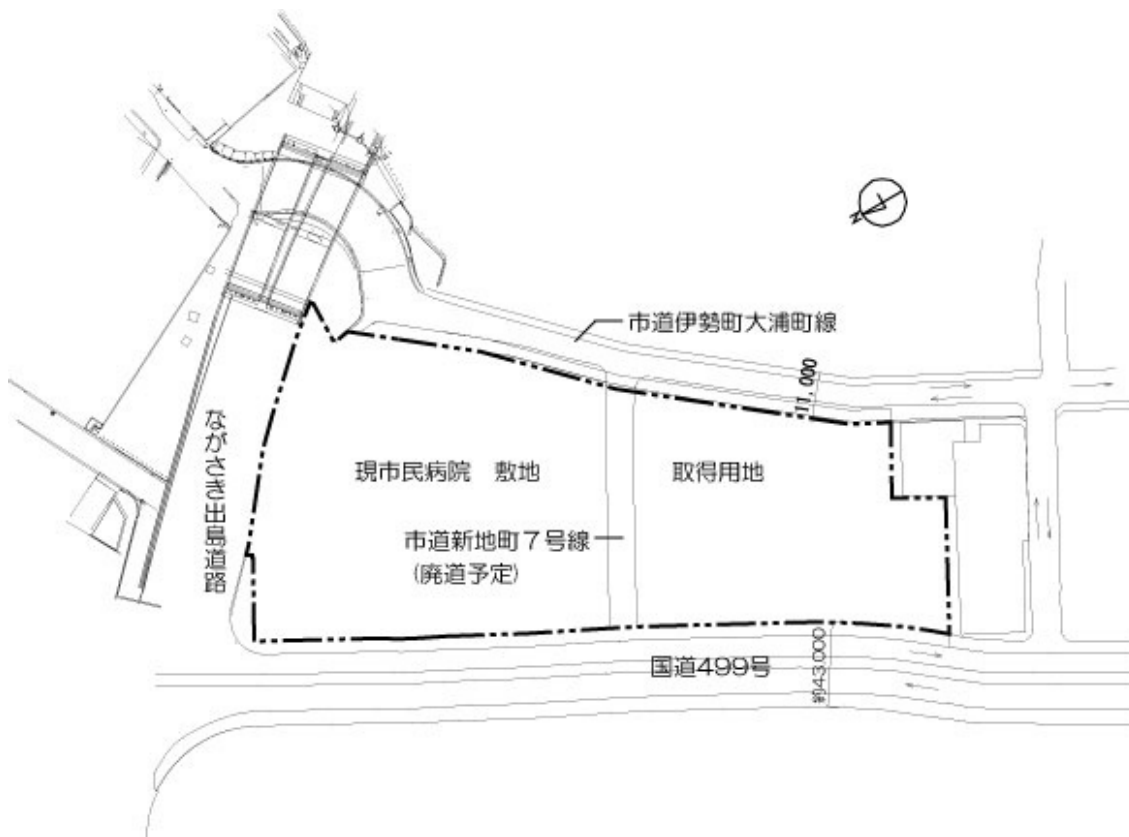 N
市道伊勢町大浦町線
11.000
ながさき出島道路
現市民病院 敷地
取得用地
市道新地町7号線
(廃道予定)
国道499号
約43.000